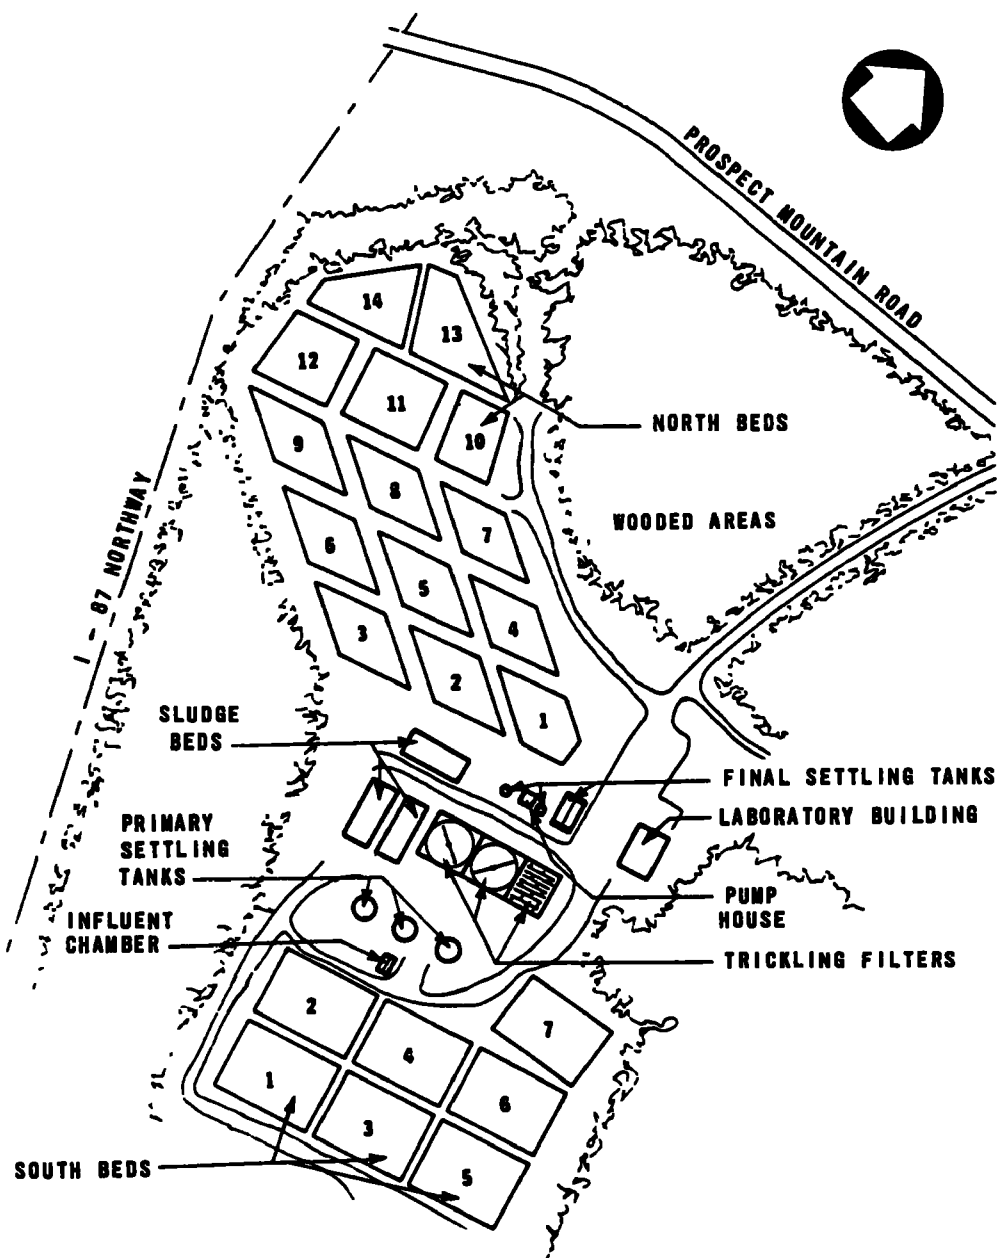 PROSPECT MOUNTAIN ROAD
14
13
12
11
10
NORTH BEDS
9
8
7
WOODED AREAS
I - 87 NORTHWAY
6
5
4
3
2
1
SLUDGE
BEDS
FINAL SETTLING TANKS
LABORATORY BUILDING
PRIMARY
SETTLING
TANKS
PUMP
HOUSE
INFLUENT
CHAMBER
TRICKLING FILTERS
2
7
4
1
6
3
5
SOUTH BEDS